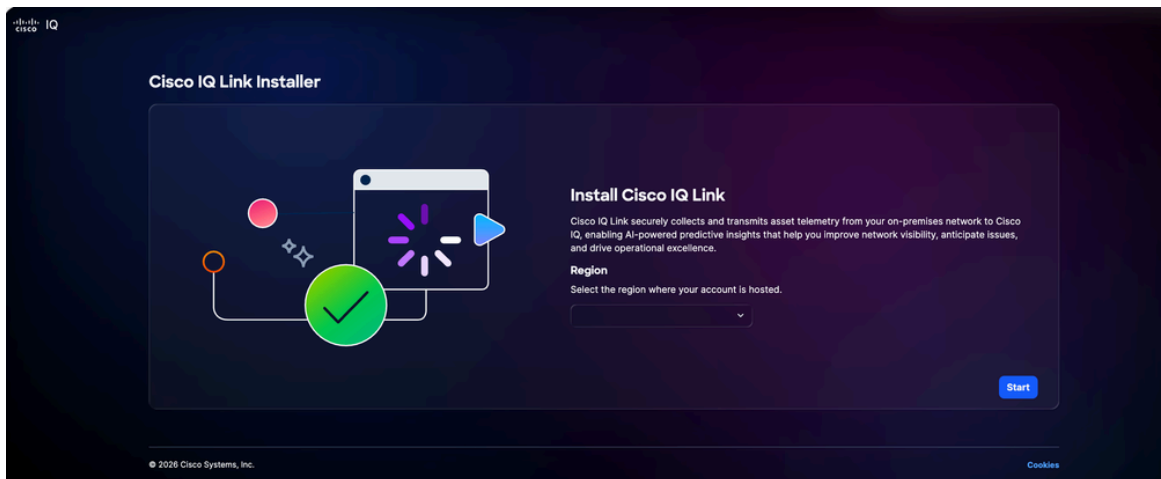 cisco IQ
Cisco IQ Link Installer
Install Cisco IQ Link
Cisco IQ Link securely collects and transmits asset telemetry from your on-premises network to Cisco
IQ, enabling AI-powered predictive insights that help you improve network visibility, anticipate issues,
and drive operational excellence.
Region
Select the region where your account is hosted.
Start
© 2026 Cisco Systems, Inc.
Cookies